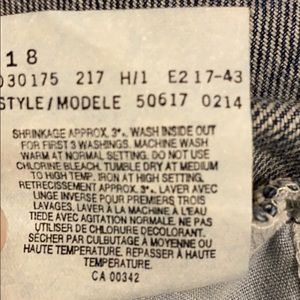 18
030175 217 H/1 E217-43
STYLE/MODELE 50617 0214
SHRINKAGE APPROX. 3%. WASH INSIDE OUT
FOR FIRST 3 WASHINGS. MACHINE WASH
WARM AT NORMAL SETTING. DO NOT USE
CHLORINE BLEACH. TUMBLE DRY AT MEDIUM
TO HIGH TEMP. IRON AT HIGH SETTING.
RETRECISSEMENT APPROX. 3%. LAVER AVEC
LINGE INVERSE POUR PREMIERS TROIS
LAVAGES. LAVER A LA MACHINE A L'EAU
TIEDE AVEC AGITATION NORMALE. NE PAS
UTILISER DE CHLORURE DECOLORANT.
SÉCHER PAR CULBUTAGE A MOYENNE OU
HAUTE TEMPERATURE. REPASSER À HAUTE
TEMPERATURE.
CA 00342